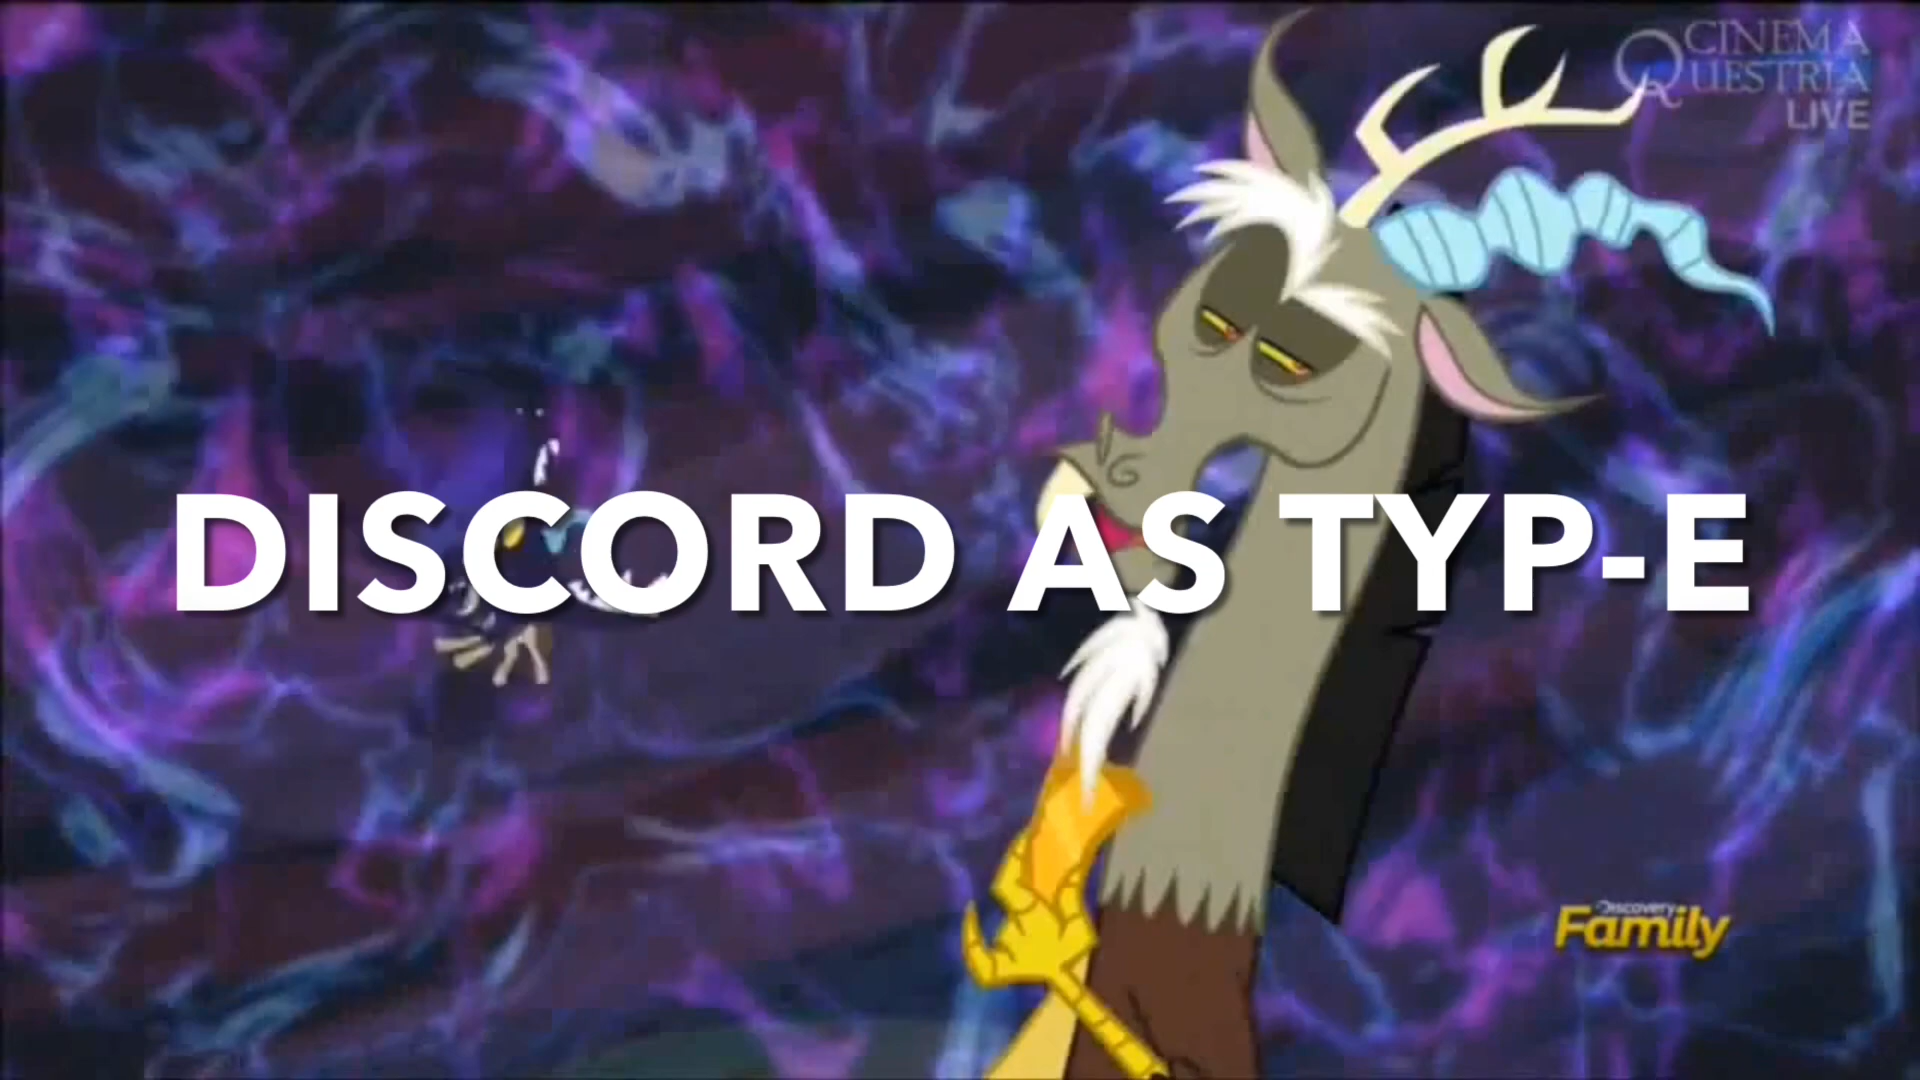 CINEMA
QUESTRIA
LIVE
DISCORD AS TYP-E
Discovery
Family